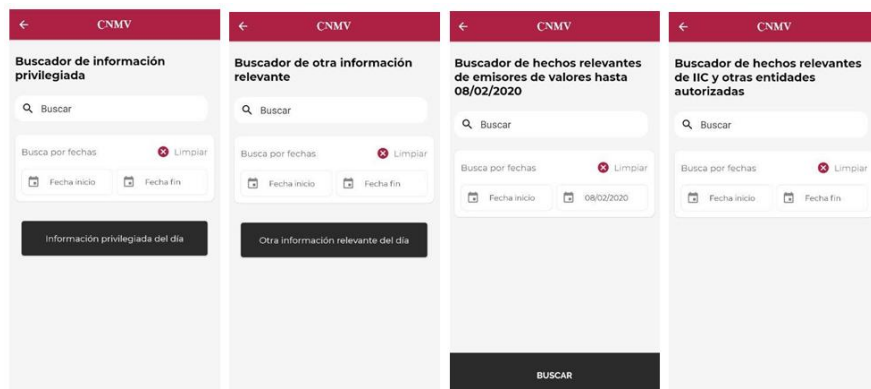 CNMV
Buscador de información
privilegiada
Buscar
Busca por fechas
Limpiar
Fecha inicio
Fecha fin
Información privilegiada del día
CNMV
Buscador de otra información
relevante
Buscar
Busca por fechas
Limpiar
Fecha inicio
Fecha fin
Otra información relevante del día
CNMV
Buscador de hechos relevantes
de emisores de valores hasta
08/02/2020
Buscar
Busca por fechas
Limpiar
Fecha inicio
08/02/2020
BUSCAR
CNMV
Buscador de hechos relevantes
de IIC y otras entidades
autorizadas
Buscar
Busca por fechas
Limpiar
Fecha inicio
Fecha fin